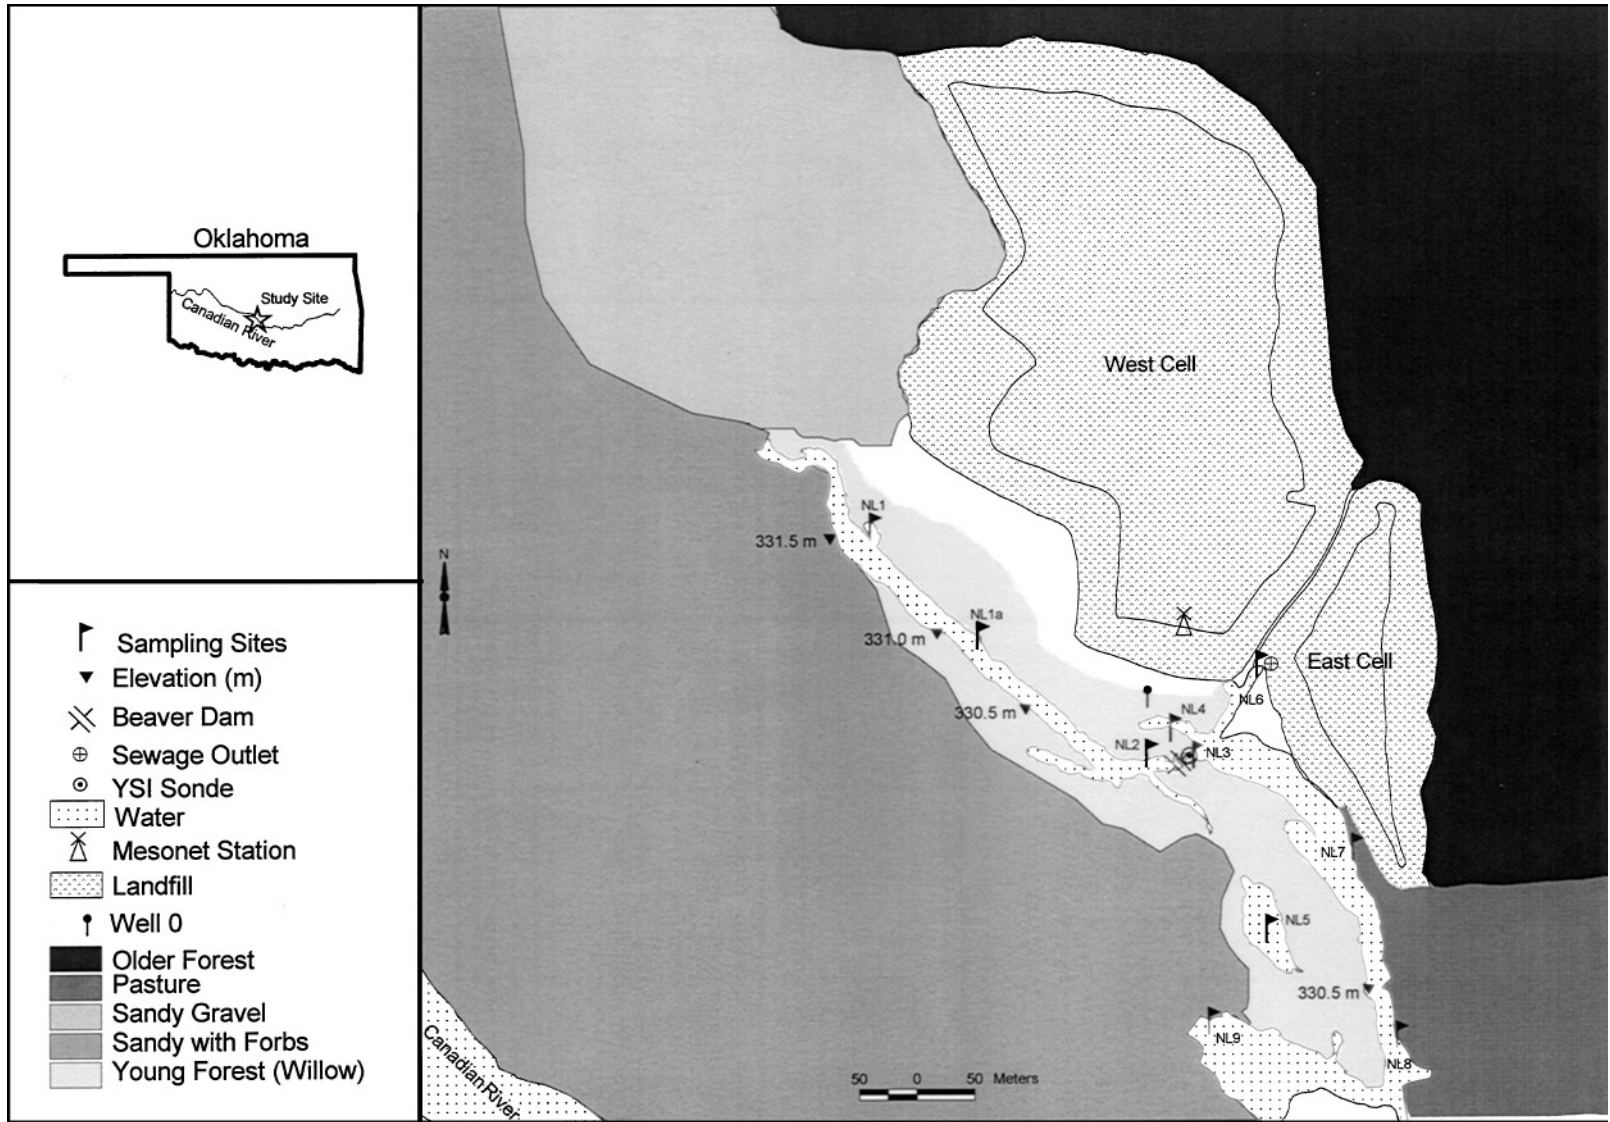 Oklahoma
Study Site
Canadian River
Sampling Sites
Elevation (m)
Beaver Dam
Sewage Outlet
YSI Sonde
Water
Mesonet Station
Landfill
Well 0
Older Forest
Pasture
Sandy Gravel
Sandy with Forbs
Young Forest (Willow)
West Cell
NL1
331.5 m
N
NL1a
331.0 m
East Cell
NL6
330.5 m
NL4
NL2
NL3
NL7
NL5
330.5 m
NL9
NL8
Canadian River
50 0 50 Meters